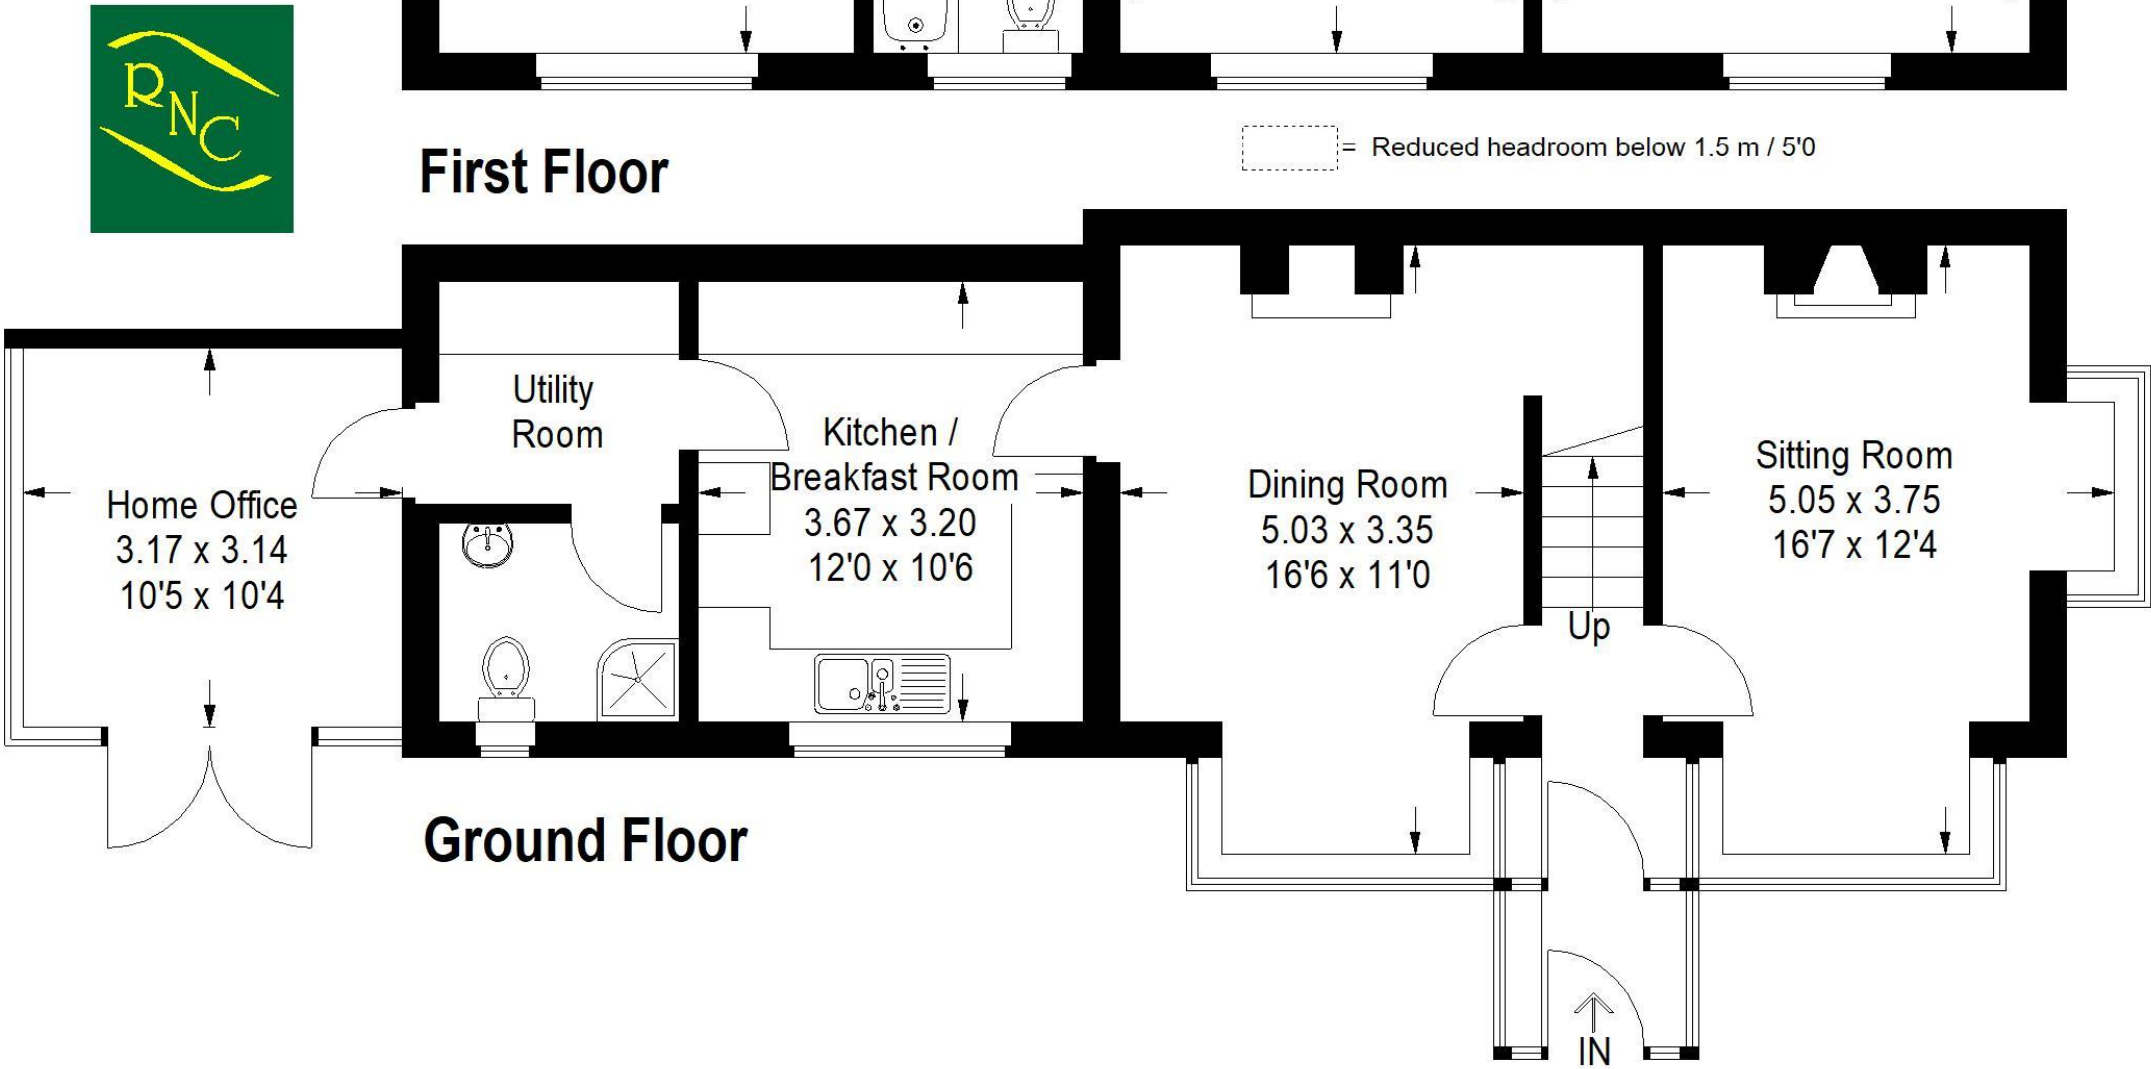 RNC
First Floor
= Reduced headroom below 1.5 m / 5'0
Utility
Room
Kitchen /
Breakfast Room
3.67 x 3.20
12'0 x 10'6
Home Office
3.17 x 3.14
10'5 x 10'4
Dining Room
5.03 x 3.35
16'6 x 11'0
Sitting Room
5.05 x 3.75
16'7 x 12'4
Up
Ground Floor
IN